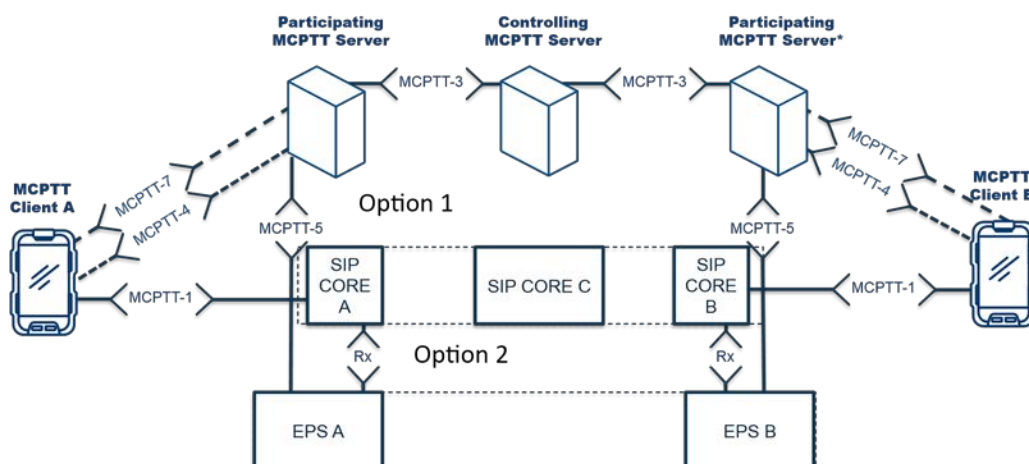 Participating
MCPTT Server
Controlling
MCPTT Server
Participating
MCPTT Server*
MCPTT-3
MCPTT-3
MCPTT-7
MCPTT-4
MCPTT-7
MCPTT-4
MCPTT
Client A
MCPTT
Client B
Option 1
MCPTT-5
MCPTT-5
SIP
CORE
A
SIP CORE C
SIP
CORE
B
MCPTT-1
MCPTT-1
Rx
Option 2
Rx
EPS A
EPS B